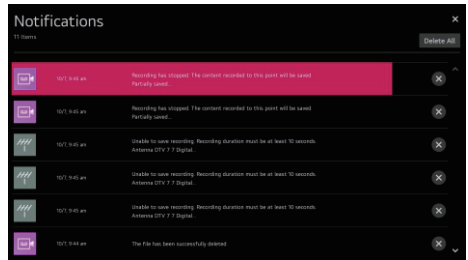 Notifications
11 Items
Delete All
10/7, 9:46 am
Recording has stopped. The content recorded to this point will be saved.
Partially saved...
10/7, 9:45 am
Recording has stopped. The content recorded to this point will be saved.
Partially saved...
10/7, 9:45 am
Unable to save recording. Recording duration must be at least 10 seconds.
Antenna DTV 7 7 Digital...
10/7, 9:45 am
Unable to save recording. Recording duration must be at least 10 seconds.
Antenna DTV 7 7 Digital...
10/7, 9:45 am
Unable to save recording. Recording duration must be at least 10 seconds.
Antenna DTV 7 7 Digital...
10/7, 9:44 am
The file has been successfully deleted